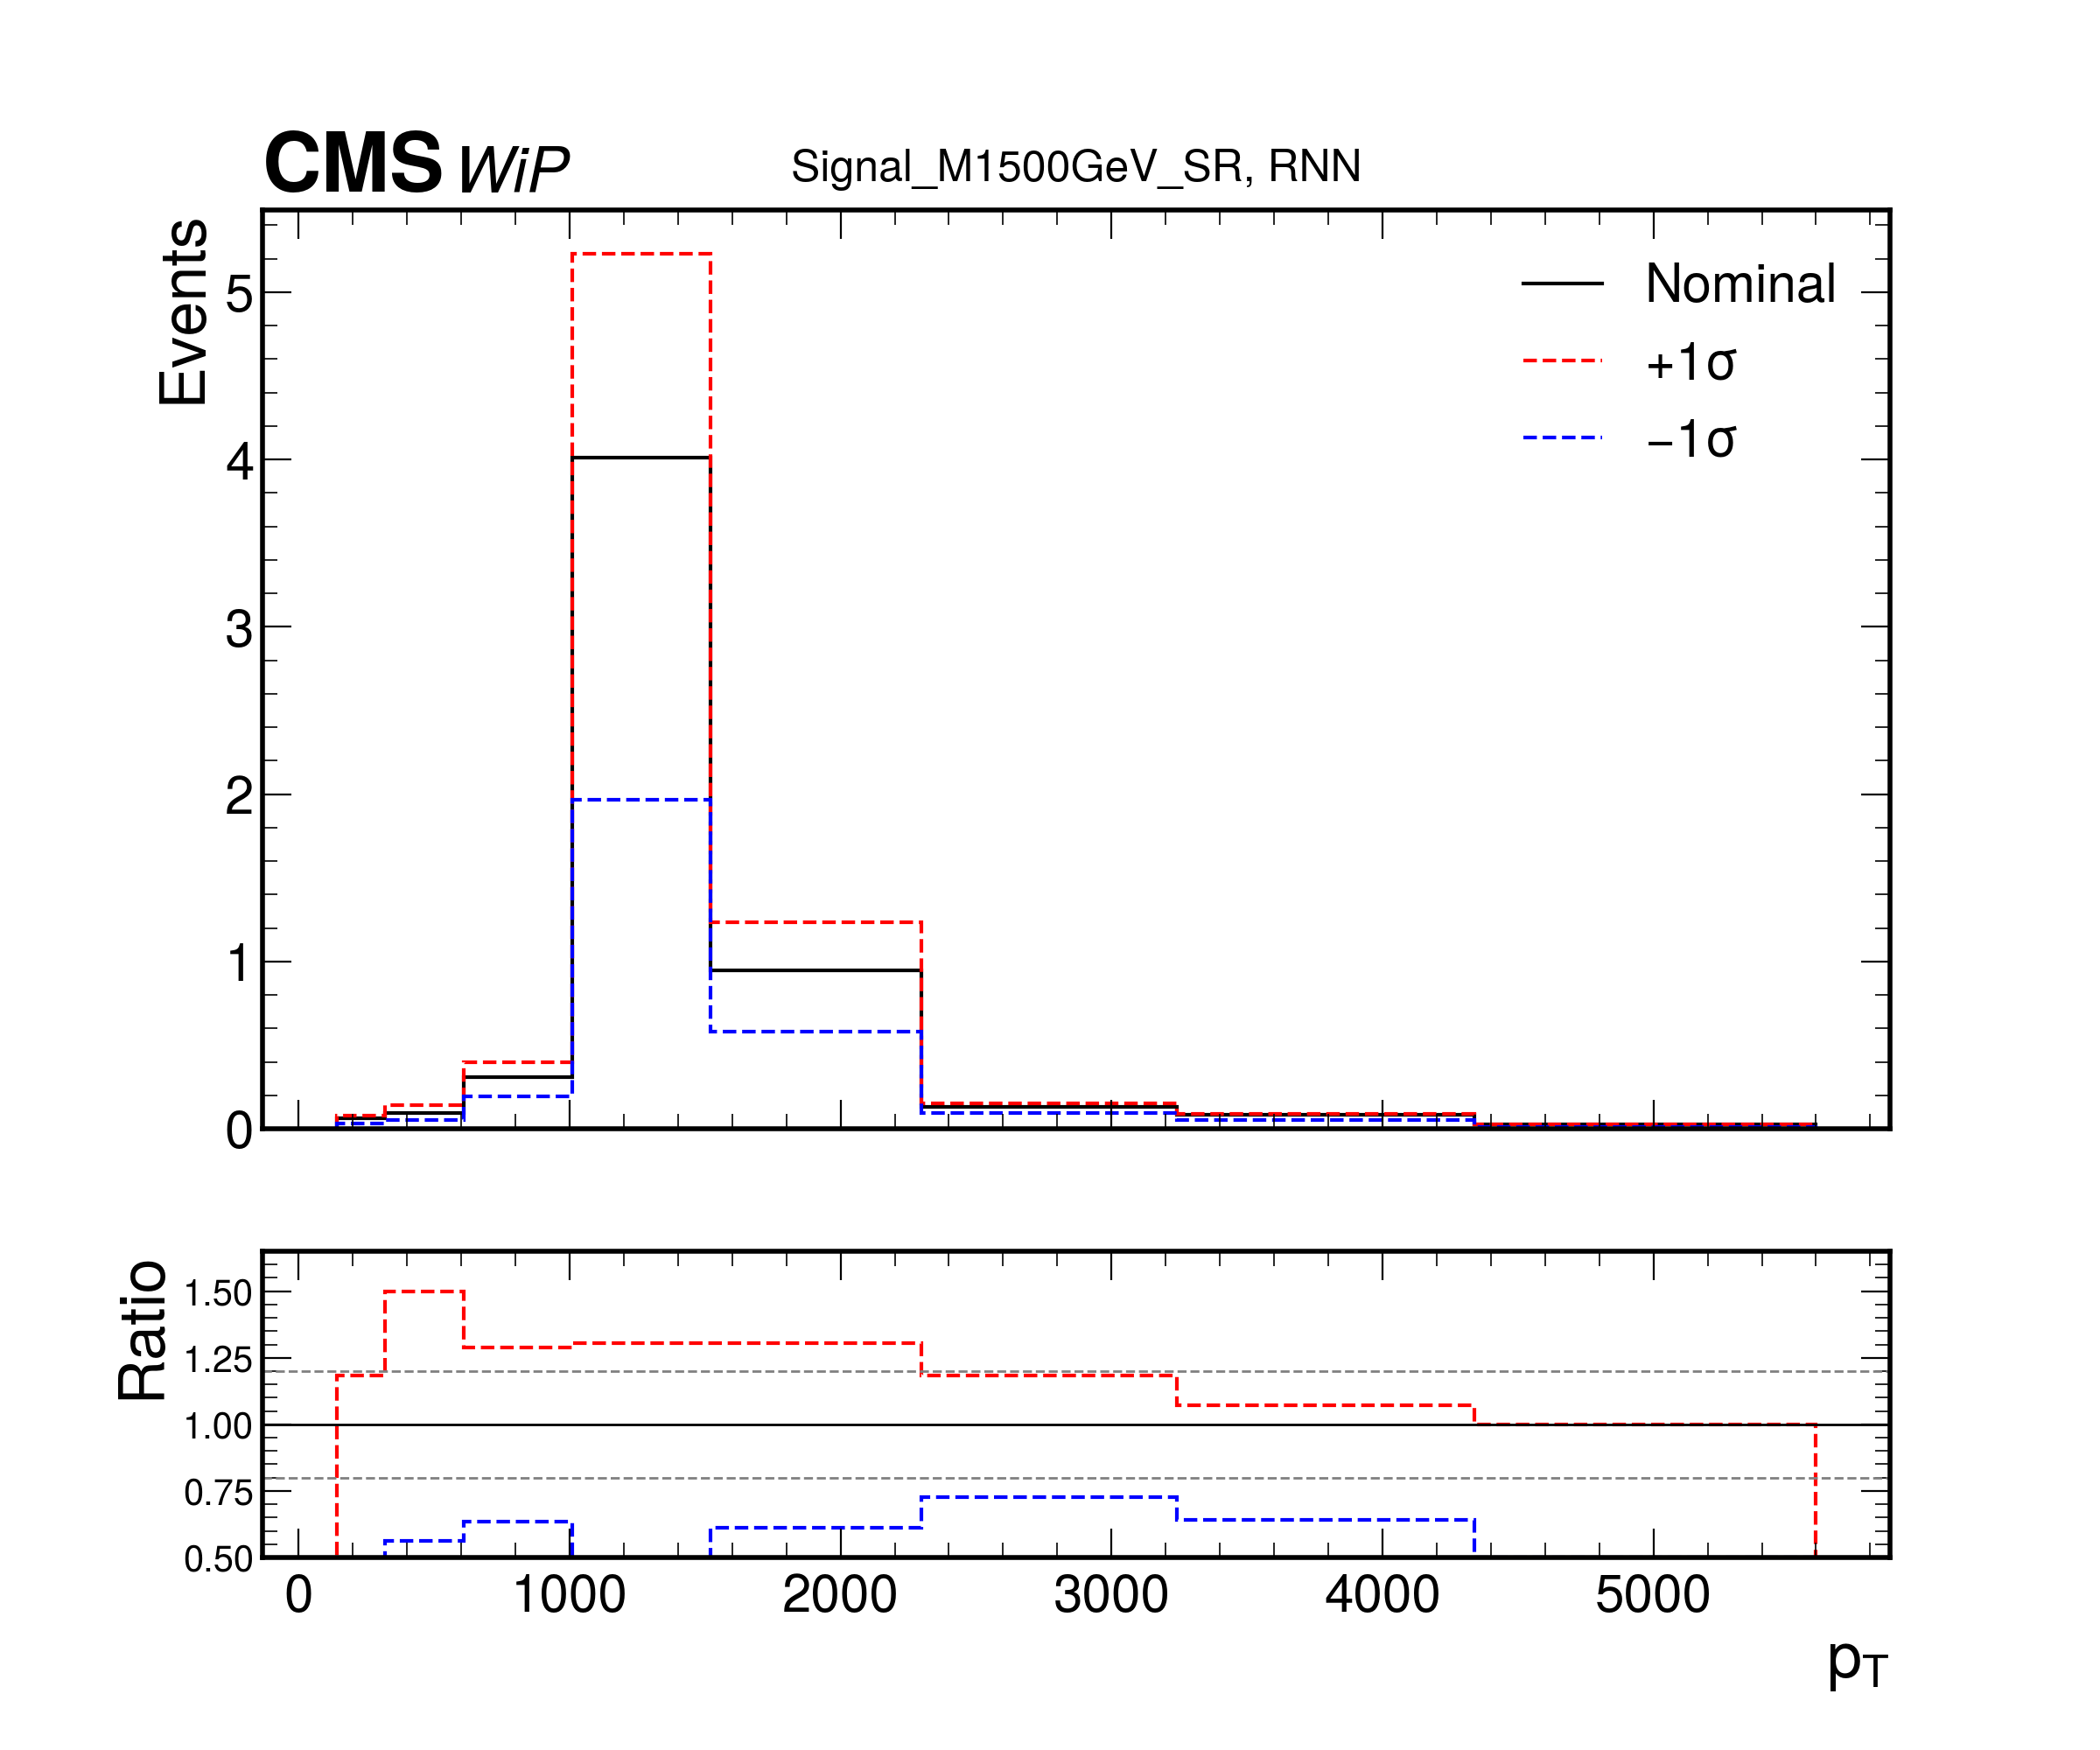 CMS WiP
Signal_M1500GeV_SR, RNN
Events
5
4
3
2
1
0
Nominal
+1σ
−1σ
Ratio
1.50
1.25
1.00
0.75
0.50
0 1000 2000 3000 4000 5000
pT